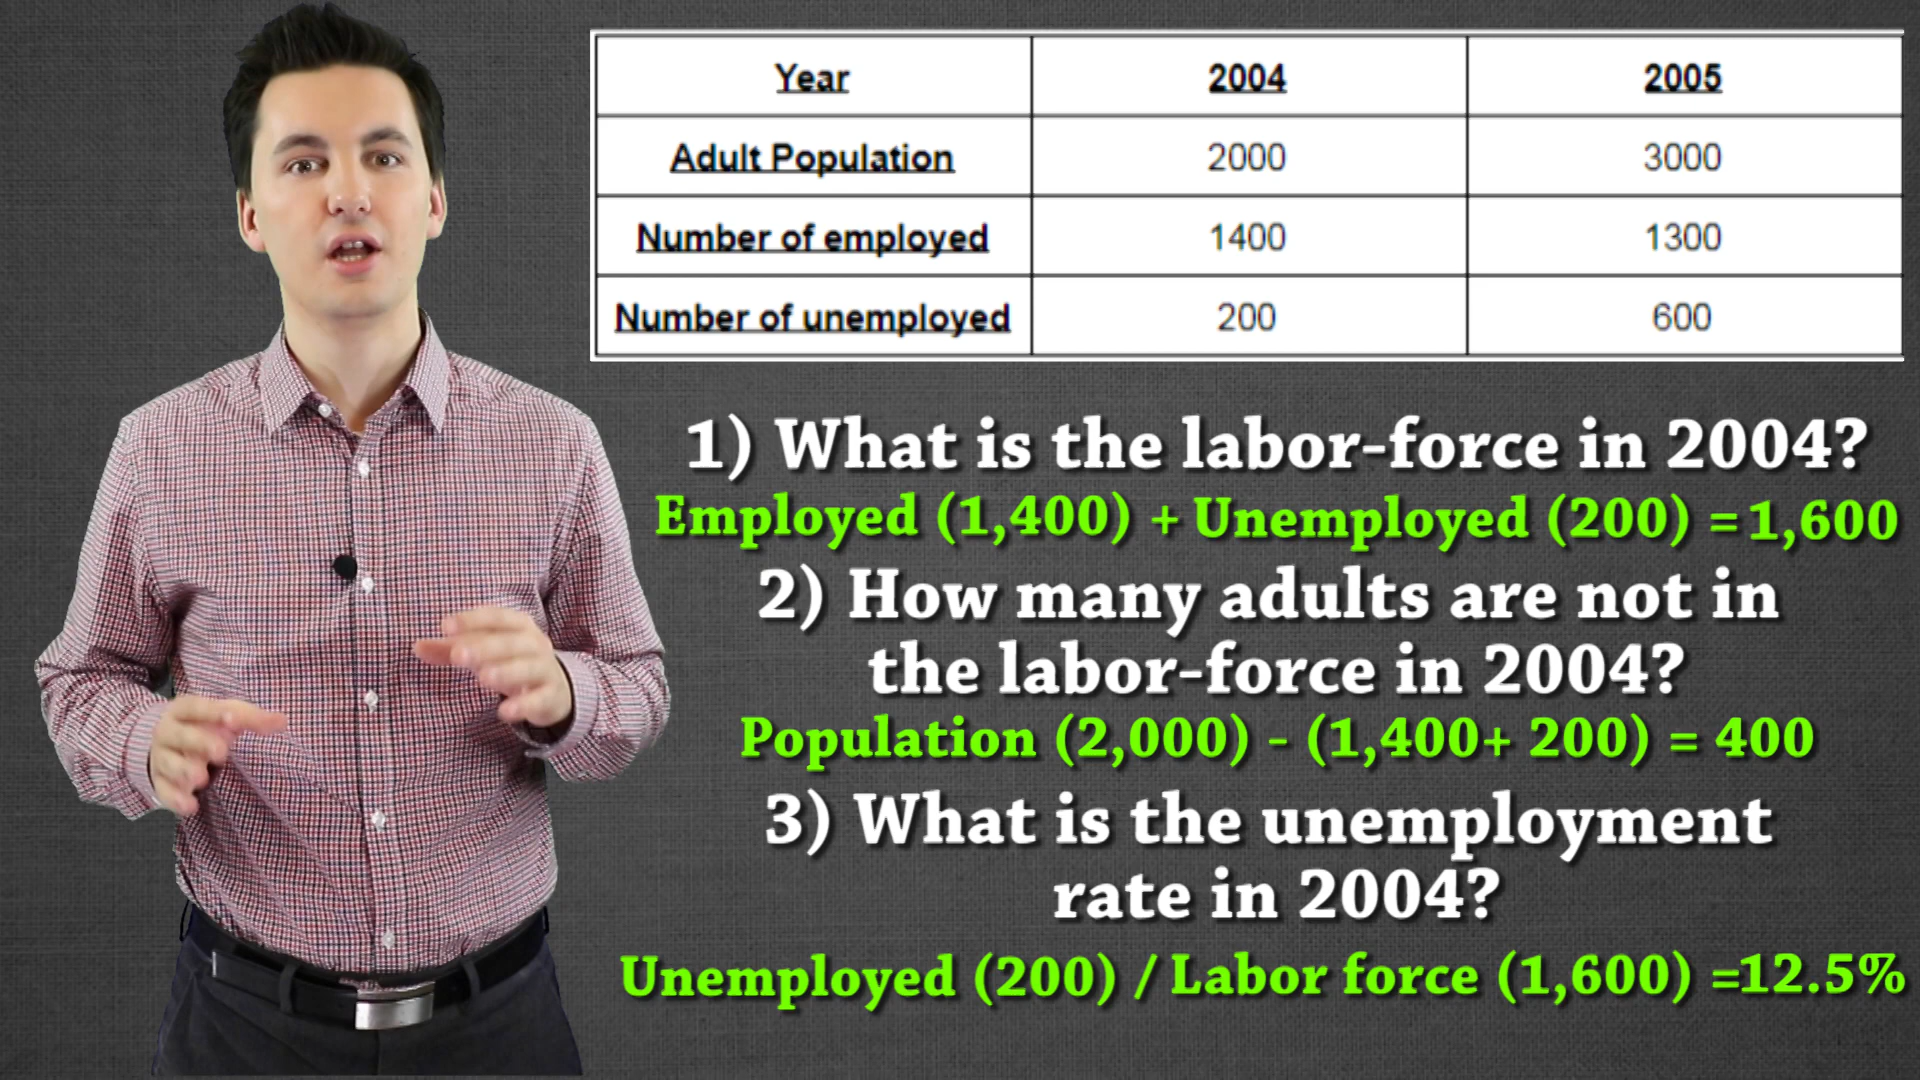 Year 2004 2005
Adult Population 2000 3000
Number of employed 1400 1300
Number of unemployed 200 600
1) What is the labor-force in 2004?
Employed (1,400) + Unemployed (200) =1,600
2) How many adults are not in
the labor-force in 2004?
Population (2,000) - (1,400+ 200) = 400
3) What is the unemployment
rate in 2004?
Unemployed (200) / Labor force (1,600) =12.5%